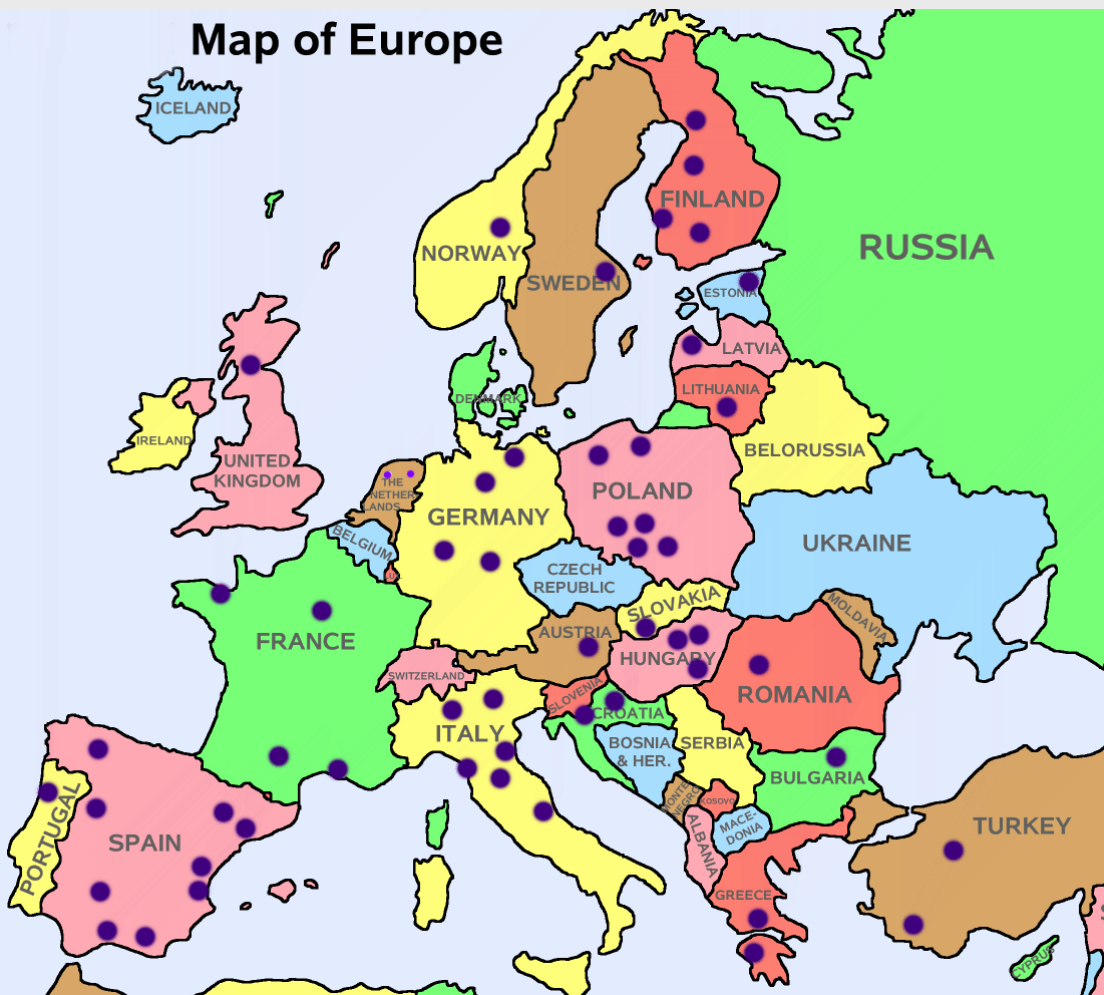 Map of Europe
ICELAND
FINLAND
NORWAY
RUSSIA
SWEDEN
ESTONIA
LATVIA
LITHUANIA
DENMARK
IRELAND
BELORUSSIA
UNITED
KINGDOM
THE
NETHER
LANDS
POLAND
GERMANY
BELGIUM
UKRAINE
CZECH
REPUBLIC
SLOVAKIA
MOLDAVIA
FRANCE
AUSTRIA
HUNGARY
SWITZERLAND
SLOVENIA
ROMANIA
CROATIA
ITALY
BOSNIA
& HER.
SERBIA
BULGARIA
MONTE
NEGRO
KOSOVO
MACE-
DONIA
ALBANIA
PORTUGAL
SPAIN
TURKEY
GREECE
CYPRUS